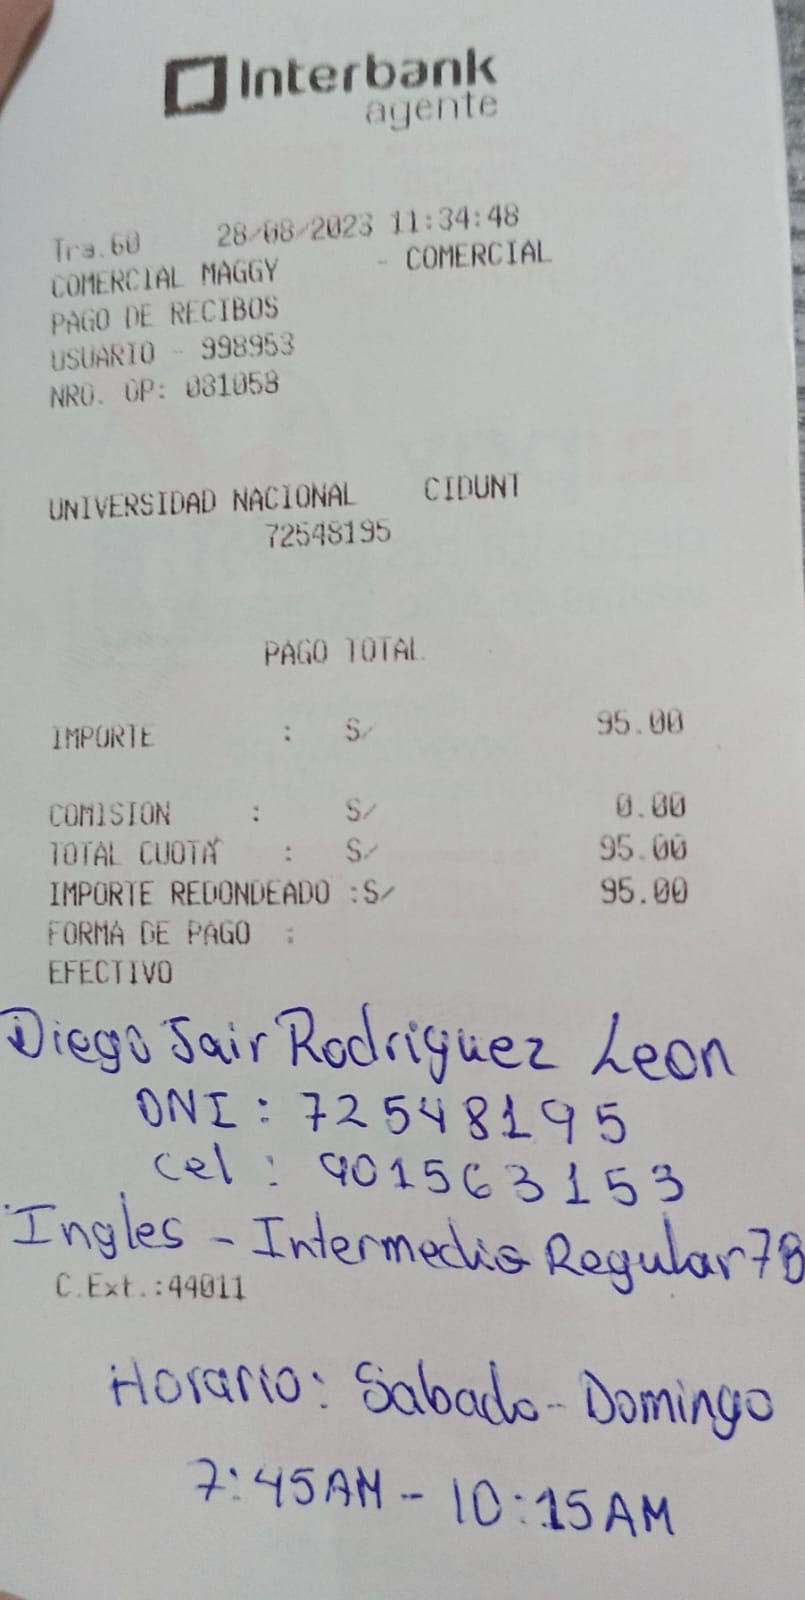 Interbank
agente
Tra.60 28/08/2023 11:34:48
COMERCIAL MAGGY - COMERCIAL
PAGO DE RECIBOS
USUARIO - 998953
NRO. OP: 031058
UNIVERSIDAD NACIONAL CIDUNT
72548195
PAGO TOTAL
IMPORTE : S/ 95.00
COMISION : S/ 0.00
TOTAL CUOTA : S/ 95.00
IMPORTE REDONDEADO :S/ 95.00
FORMA DE PAGO :
EFECTIVO
Diego Jair Rodriguez Leon
DNI : 72548195
Cel : 901563153
Ingles - Intermedio Regular 7B
C.Ext.:44011
Horario: Sabado - Domingo
7:45AM - 10:15AM